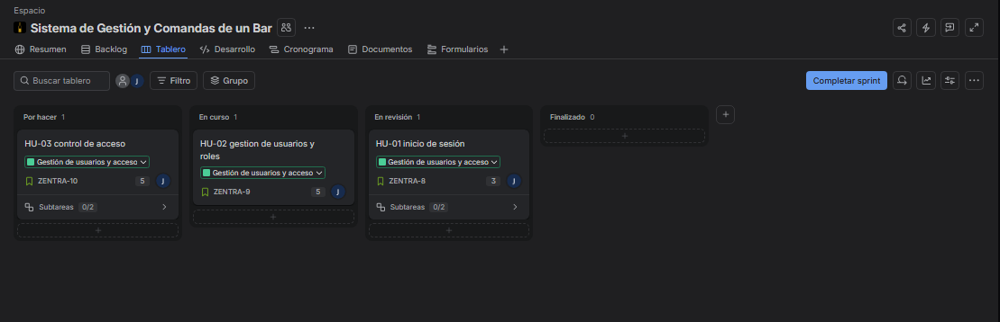 Espacio
Sistema de Gestión y Comandas de un Bar
Resumen Backlog Tablero Desarrollo Cronograma Documentos Formularios
Buscar tablero J Filtro Grupo Completar sprint
Por hacer 1
HU-03 control de acceso
Gestión de usuarios y acceso
ZENTRA-10 5 J
Subtareas 0/2
En curso 1
HU-02 gestion de usuarios y
roles
Gestión de usuarios y acceso
ZENTRA-9 5 J
En revisión 1
HU-01 inicio de sesión
Gestión de usuarios y acceso
ZENTRA-8 3 J
Subtareas 0/2
Finalizado 0